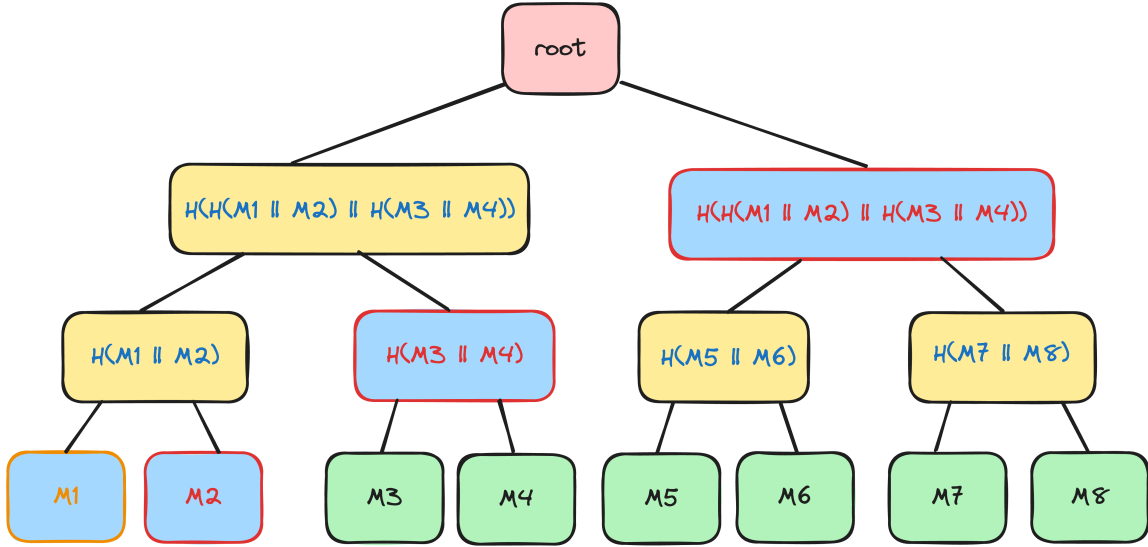 root
H(H(M1 || M2) || H(M3 || M4))
H(H(M1 || M2) || H(M3 || M4))
H(M1 || M2)
H(M3 || M4)
H(M5 || M6)
H(M7 || M8)
M1
M2
M3
M4
M5
M6
M7
M8